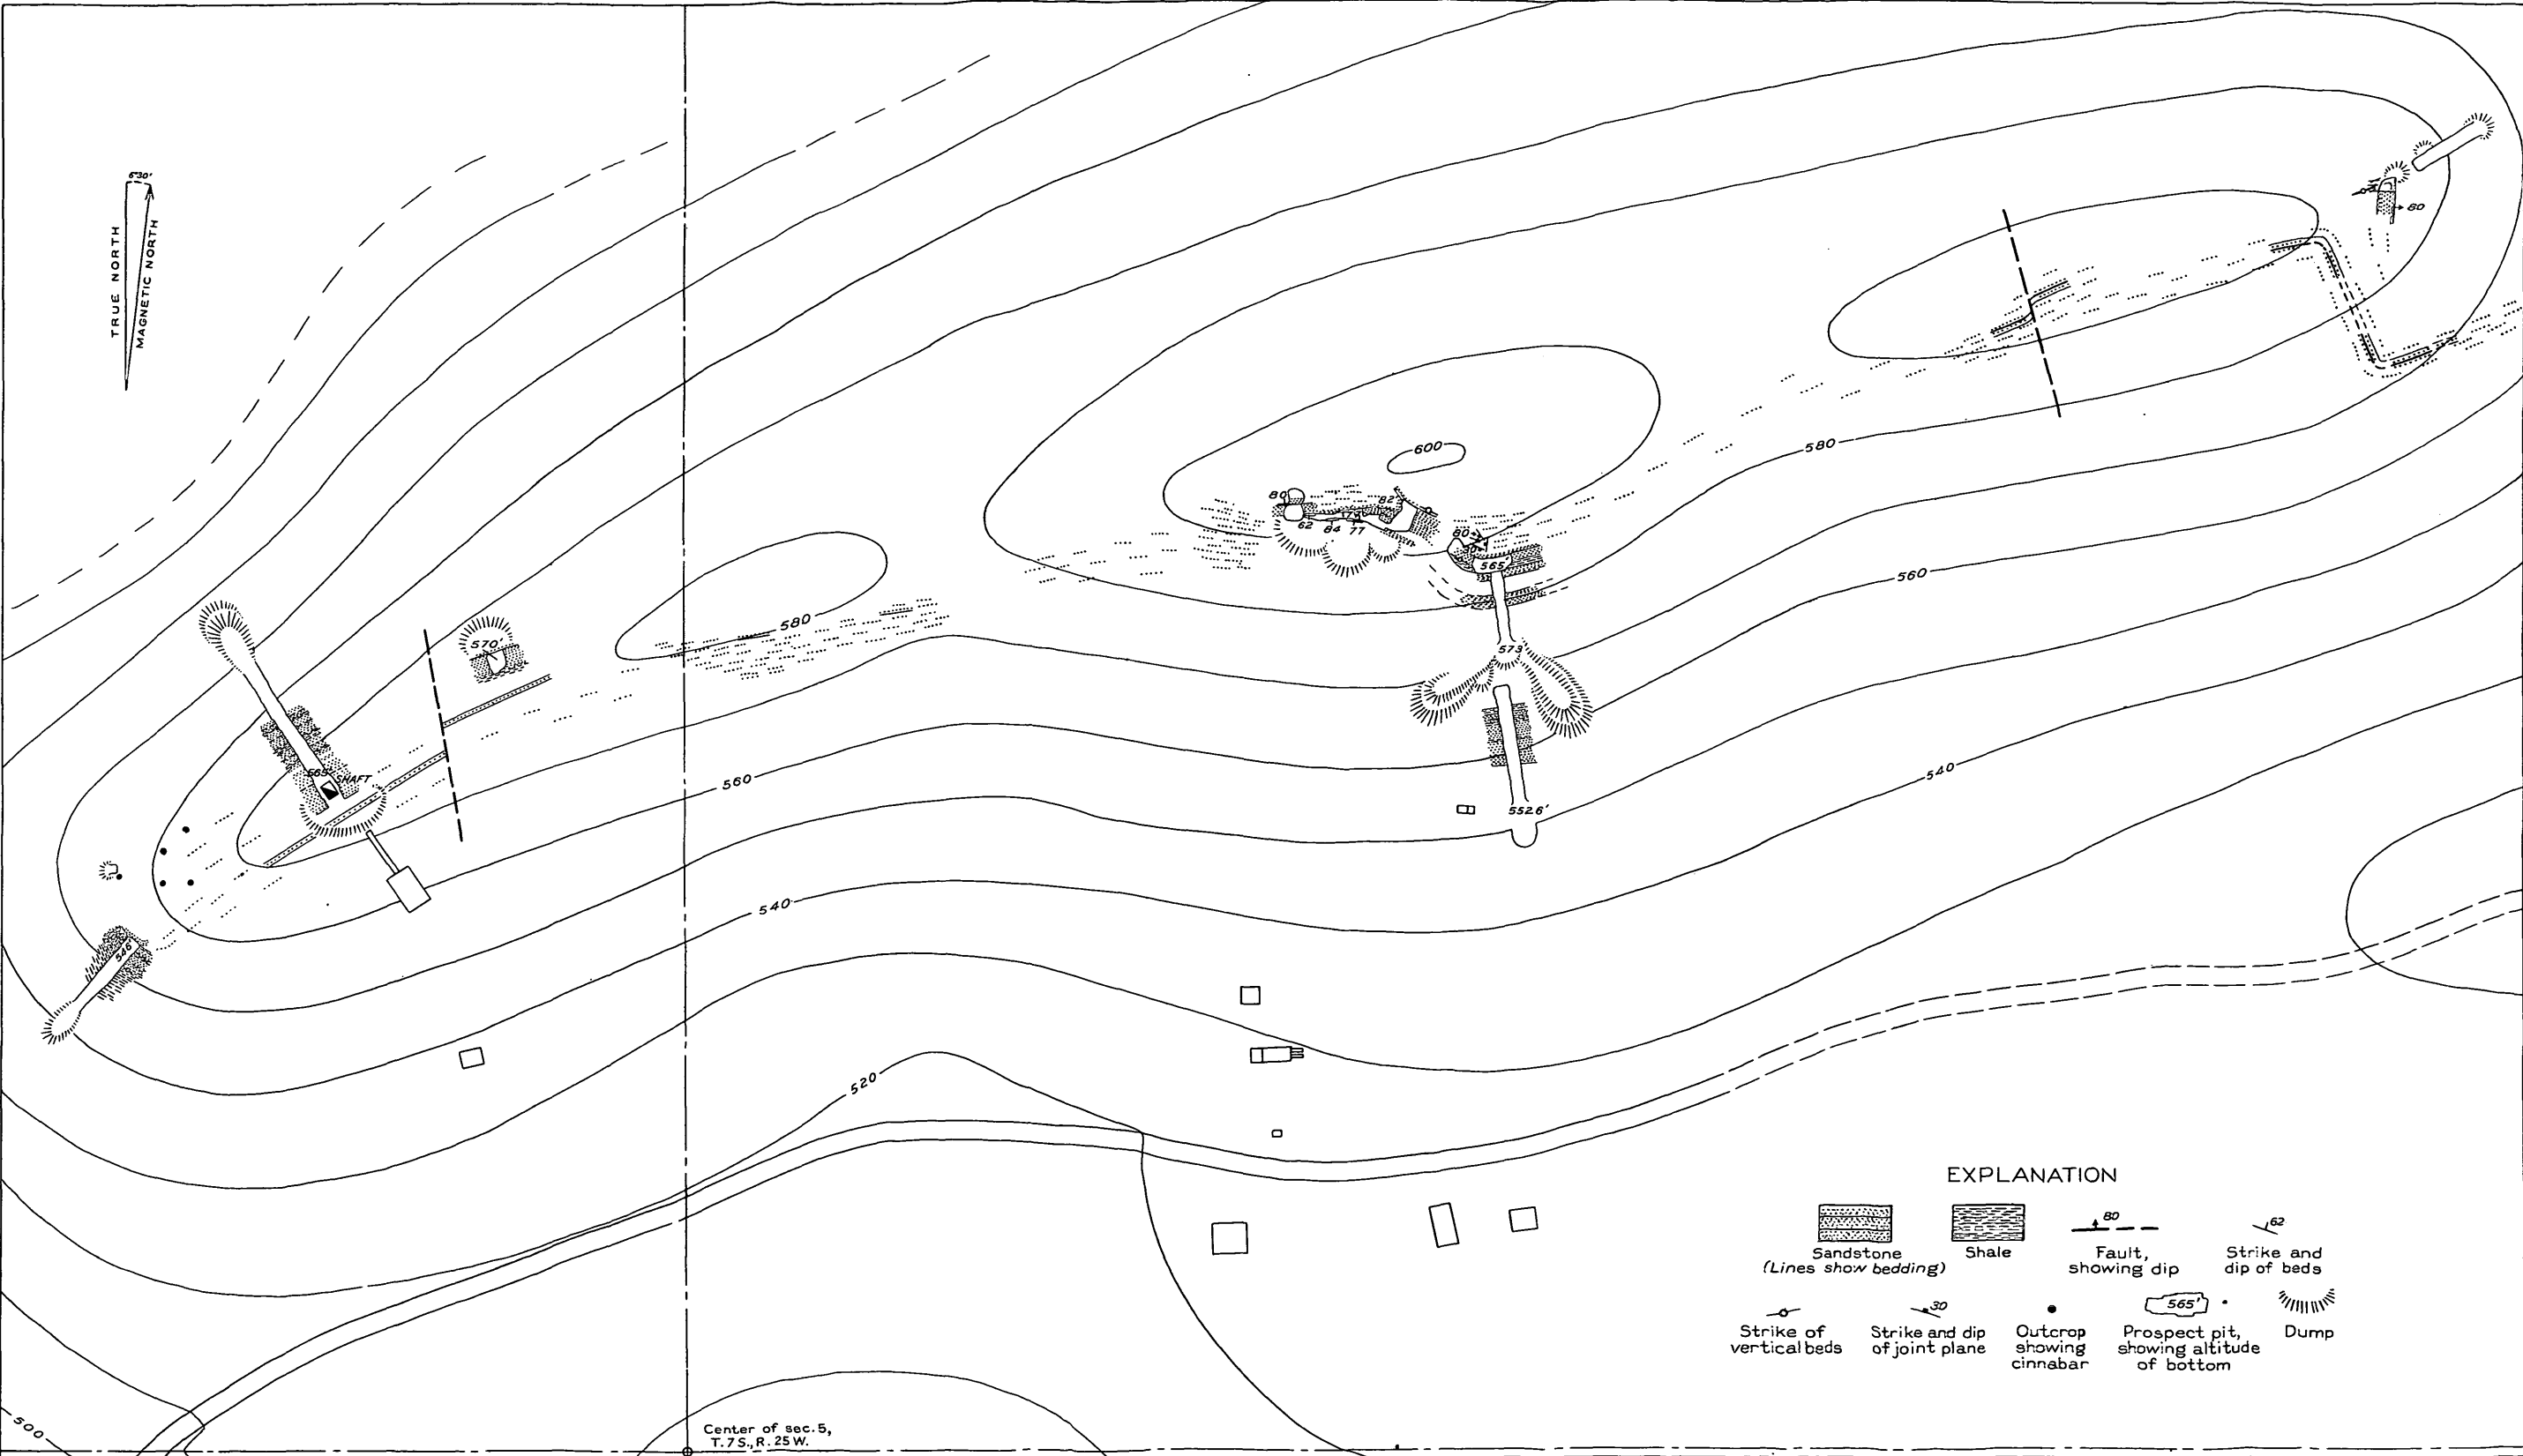 6°30'
TRUE NORTH
MAGNETIC NORTH
80
600
580
80
82
62
84
77
80
565'
560
580
570'
573
565'
SHAFT
560
540
552.6'
540
546
520
EXPLANATION
Sandstone
(Lines show bedding)
Shale
80
Fault,
showing dip
62
Strike and
dip of beds
Strike of
vertical beds
30
Strike and dip
of joint plane
Outcrop
showing
cinnabar
565'
Prospect pit,
showing altitude
of bottom
Dump
500
Center of sec. 5,
T. 7 S., R. 25 W.